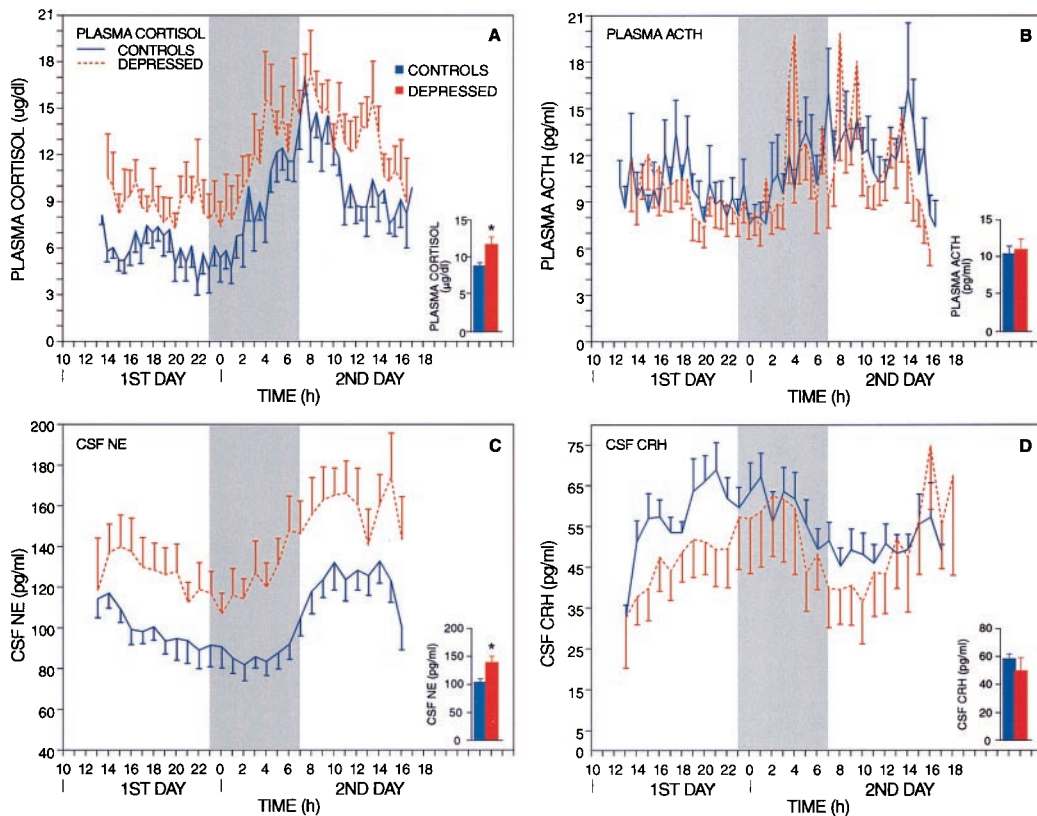 PLASMA CORTISOL
CONTROLS
DEPRESSED
A
CONTROLS
DEPRESSED
PLASMA CORTISOL (ug/dl)
21
18
15
12
9
6
3
0
PLASMA CORTISOL
(µg/dl)
15
10
5
0
*
10 12 14 16 18 20 22 0 2 4 6 8 10 12 14 16 18
1ST DAY 2ND DAY
TIME (h)
PLASMA ACTH
B
PLASMA ACTH (pg/ml)
21
18
15
12
9
6
3
0
PLASMA ACTH
(pg/ml)
15
10
5
0
10 12 14 16 18 20 22 0 2 4 6 8 10 12 14 16 18
1ST DAY 2ND DAY
TIME (h)
CSF NE
C
CSF NE (pg/ml)
200
180
160
140
120
100
80
60
40
CSF NE (pg/ml)
200
150
100
50
0
*
10 12 14 16 18 20 22 0 2 4 6 8 10 12 14 16 18
1ST DAY 2ND DAY
TIME (h)
CSF CRH
D
CSF CRH (pg/ml)
75
65
55
45
35
25
15
5
0
CSF CRH (pg/ml)
80
60
40
20
0
10 12 14 16 18 20 22 0 2 4 6 8 10 12 14 16 18
1ST DAY 2ND DAY
TIME (h)